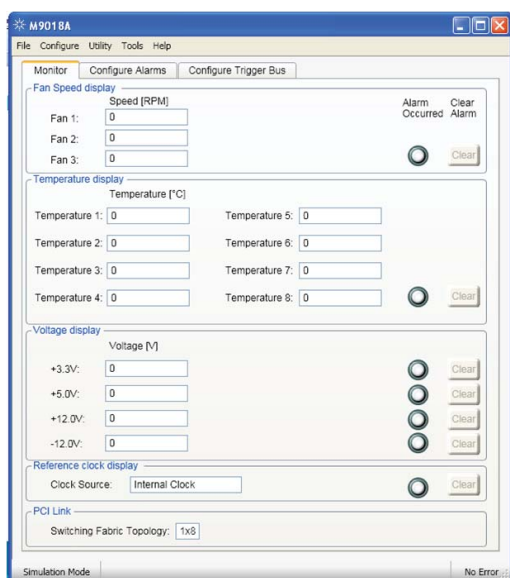 M9018A
File Configure Utility Tools Help
Monitor Configure Alarms Configure Trigger Bus
Fan Speed display
Speed [RPM] Alarm Occurred Clear Alarm
Fan 1: 0
Fan 2: 0
Fan 3: 0 Clear
Temperature display
Temperature [°C]
Temperature 1: 0 Temperature 5: 0
Temperature 2: 0 Temperature 6: 0
Temperature 3: 0 Temperature 7: 0
Temperature 4: 0 Temperature 8: 0 Clear
Voltage display
Voltage [V]
+3.3V: 0 Clear
+5.0V: 0 Clear
+12.0V: 0 Clear
-12.0V: 0 Clear
Reference clock display
Clock Source: Internal Clock Clear
PCI Link
Switching Fabric Topology: 1x8
Simulation Mode No Error